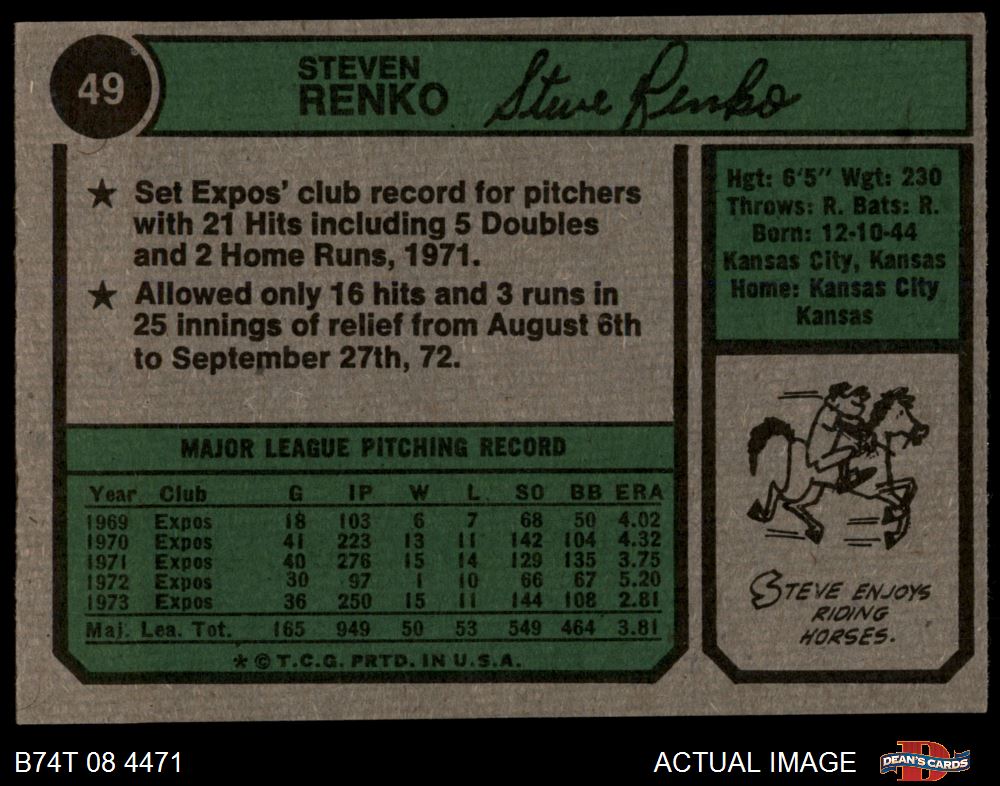 49
STEVEN
RENKO
Steve Renko
★ Set Expos' club record for pitchers
with 21 Hits including 5 Doubles
and 2 Home Runs, 1971.
★ Allowed only 16 hits and 3 runs in
25 innings of relief from August 6th
to September 27th, 72.
Hgt: 6'5" Wgt: 230
Throws: R. Bats: R.
Born: 12-10-44
Kansas City, Kansas
Home: Kansas City
Kansas
MAJOR LEAGUE PITCHING RECORD
Year Club G IP W L SO BB ERA
1969 Expos 18 103 6 7 68 50 4.02
1970 Expos 41 223 13 11 142 104 4.32
1971 Expos 40 276 15 14 129 135 3.75
1972 Expos 30 97 1 10 66 67 5.20
1973 Expos 36 250 15 11 144 108 2.81
Maj. Lea. Tot. 165 949 50 53 549 464 3.81
* © T.C.G. PRTD. IN U.S.A.
STEVE ENJOYS
RIDING
HORSES.
B74T 08 4471
ACTUAL IMAGE
DEAN'S CARDS